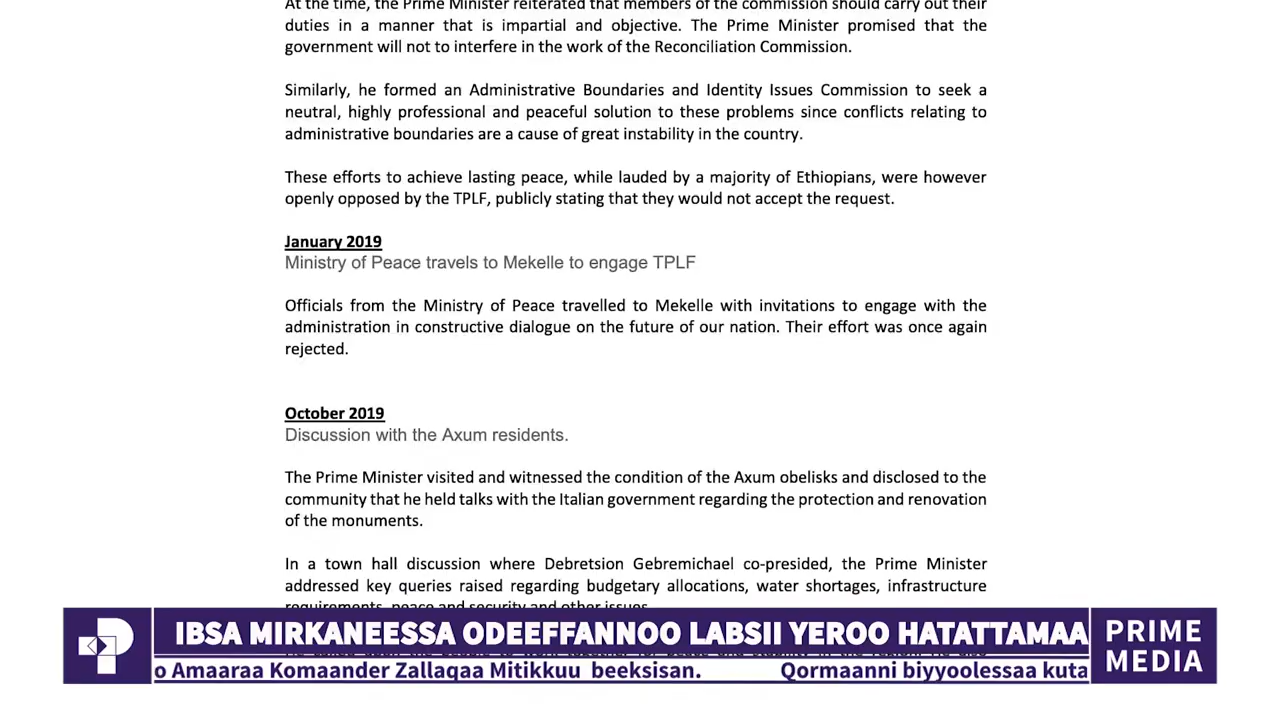 At the time, the Prime Minister reiterated that members of the commission should carry out their
duties in a manner that is impartial and objective. The Prime Minister promised that the
government will not to interfere in the work of the Reconciliation Commission.
Similarly, he formed an Administrative Boundaries and Identity Issues Commission to seek a
neutral, highly professional and peaceful solution to these problems since conflicts relating to
administrative boundaries are a cause of great instability in the country.
These efforts to achieve lasting peace, while lauded by a majority of Ethiopians, were however
openly opposed by the TPLF, publicly stating that they would not accept the request.
January 2019
Ministry of Peace travels to Mekelle to engage TPLF
Officials from the Ministry of Peace travelled to Mekelle with invitations to engage with the
administration in constructive dialogue on the future of our nation. Their effort was once again
rejected.
October 2019
Discussion with the Axum residents.
The Prime Minister visited and witnessed the condition of the Axum obelisks and disclosed to the
community that he held talks with the Italian government regarding the protection and renovation
of the monuments.
In a town hall discussion where Debretsion Gebremichael co-presided, the Prime Minister
addressed key queries raised regarding budgetary allocations, water shortages, infrastructure
requirements, peace and security and other issues.
IBSA MIRKANEESSA ODEEFFANNOO LABSII YEROO HATATTAMAA
o Amaaraa Komaander Zallaqaa Mitikkuu beeksisan. Qormaanni biyyoolessaa kuta
PRIME
MEDIA